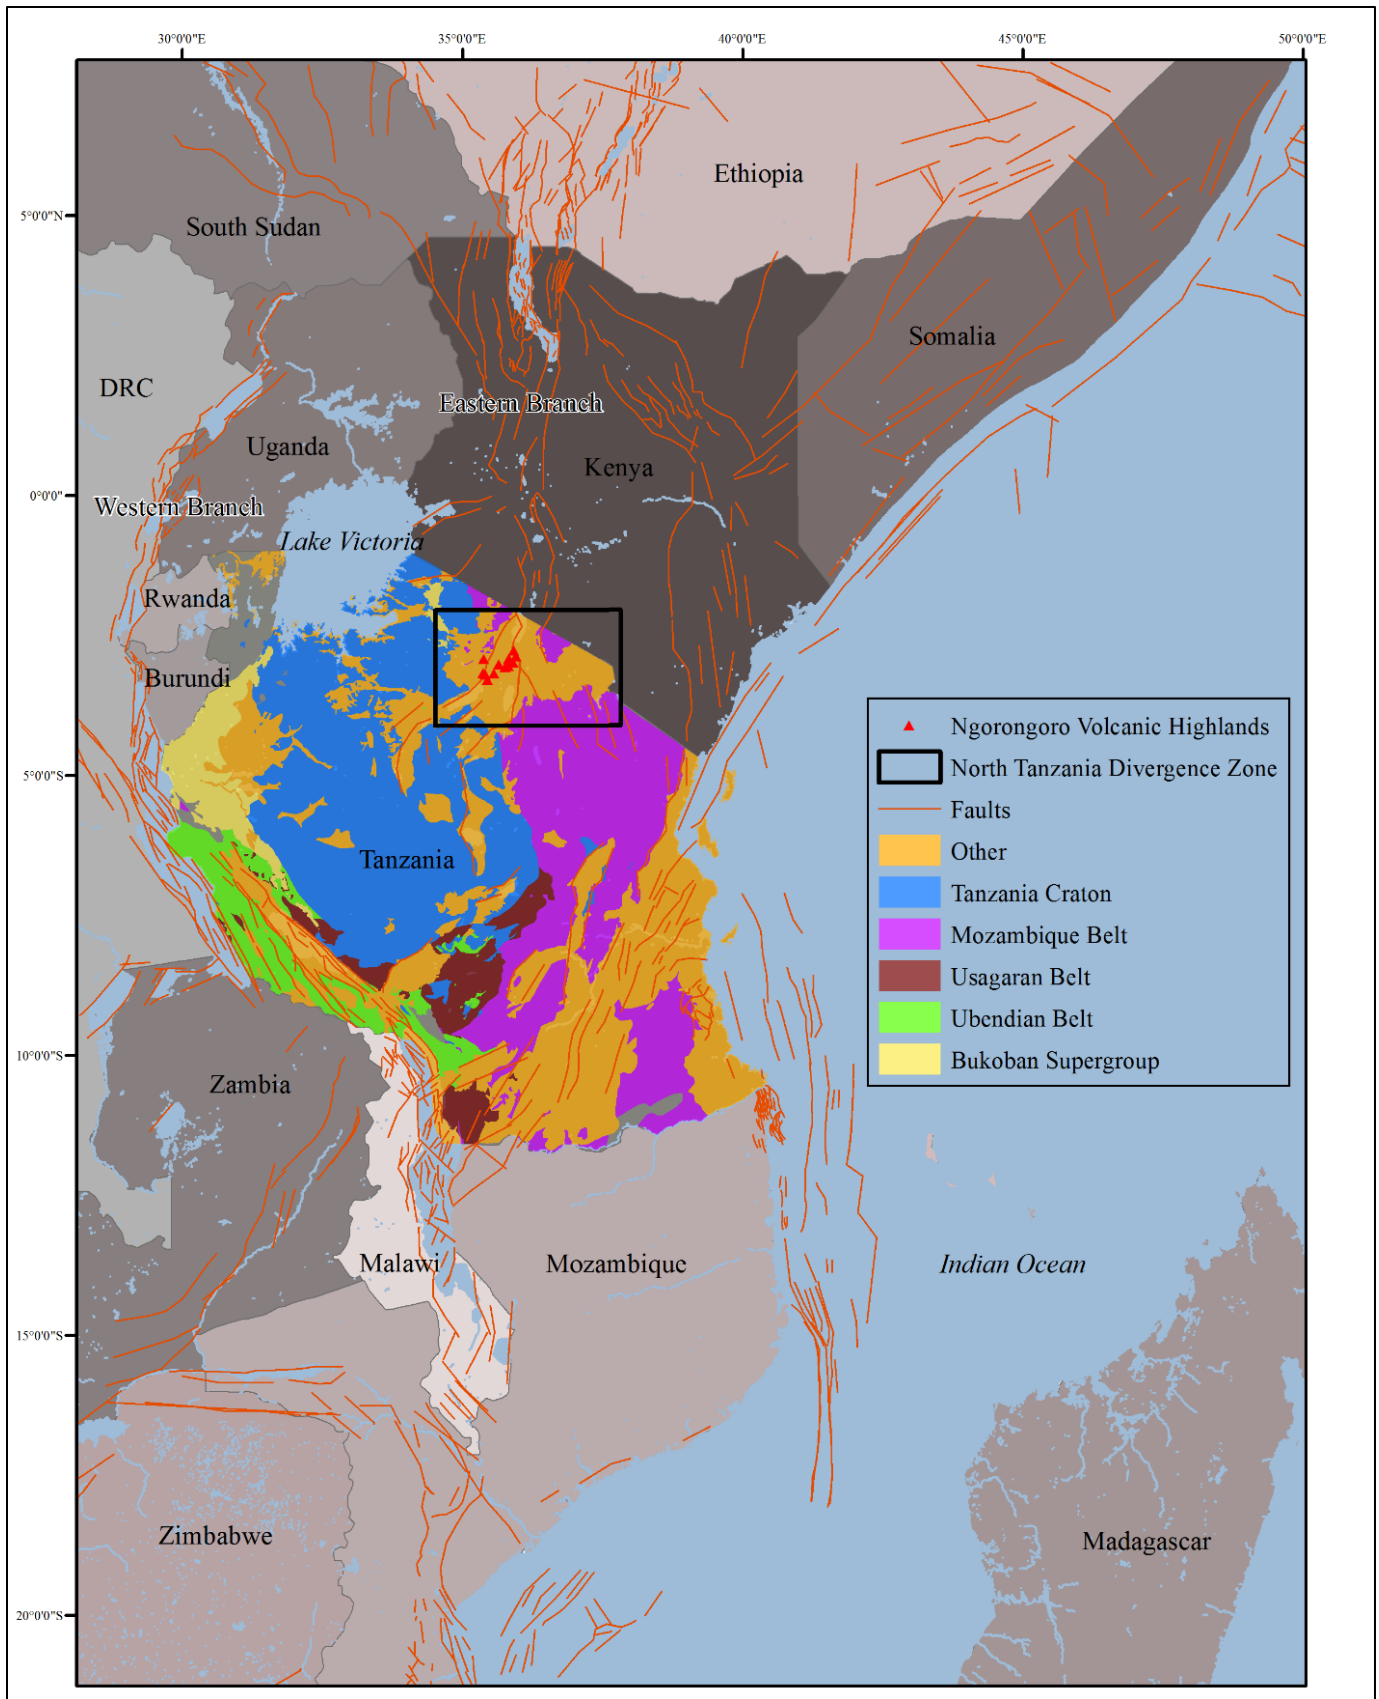 30°0'0"E
35°0'0"E
40°0'0"E
45°0'0"E
50°0'0"E
Ethiopia
5°0'0"N
South Sudan
Somalia
DRC
Eastern Branch
Uganda
Kenya
0°0'0"
Western Branch
Lake Victoria
Rwanda
Burundi
Ngorongoro Volcanic Highlands
North Tanzania Divergence Zone
5°0'0"S
Faults
Other
Tanzania
Tanzania Craton
Mozambique Belt
Usagaran Belt
Ubendian Belt
10°0'0"S
Bukoban Supergroup
Zambia
Malawi
Mozambique
Indian Ocean
15°0'0"S
Zimbabwe
Madagascar
20°0'0"S